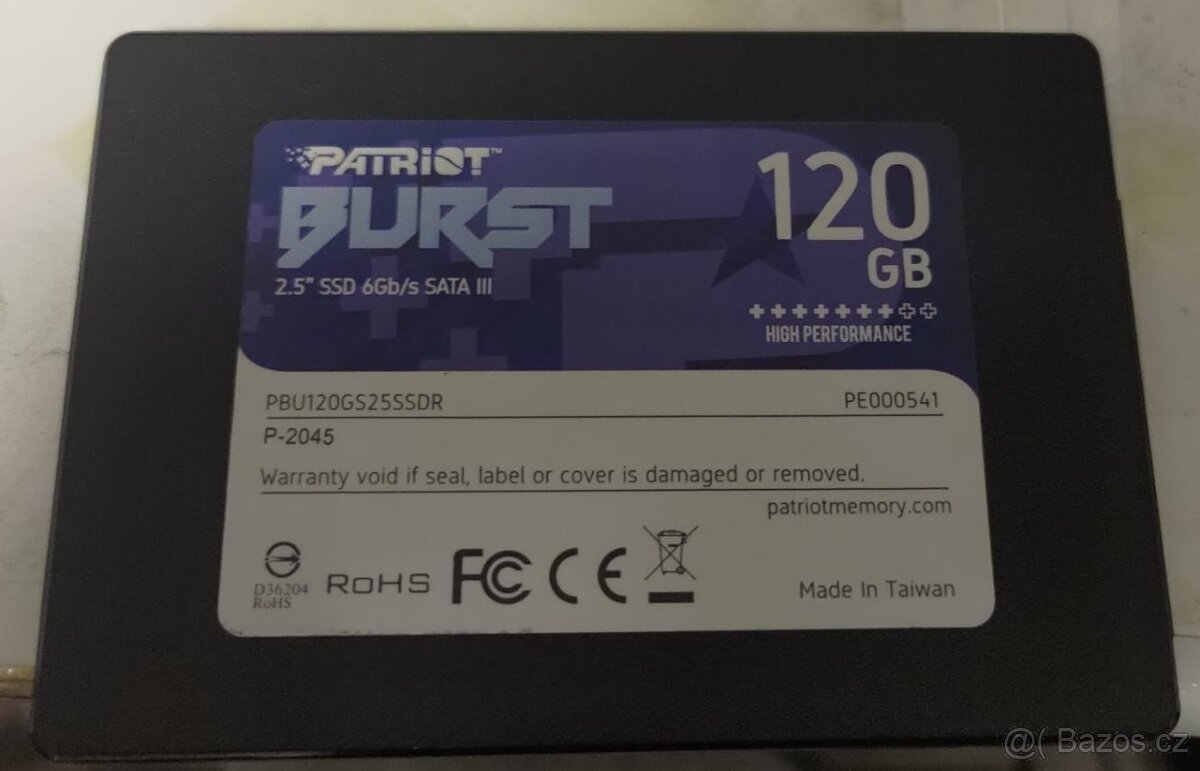 PATRiOT™
BURST
2.5" SSD 6Gb/s SATA III
120
GB
HIGH PERFORMANCE
PBU120GS25SSDR
PE000541
P-2045
Warranty void if seal, label or cover is damaged or removed.
patriotmemory.com
D36204
RoHS
RoHS
FC CE
Made In Taiwan
@( Bazos.cz